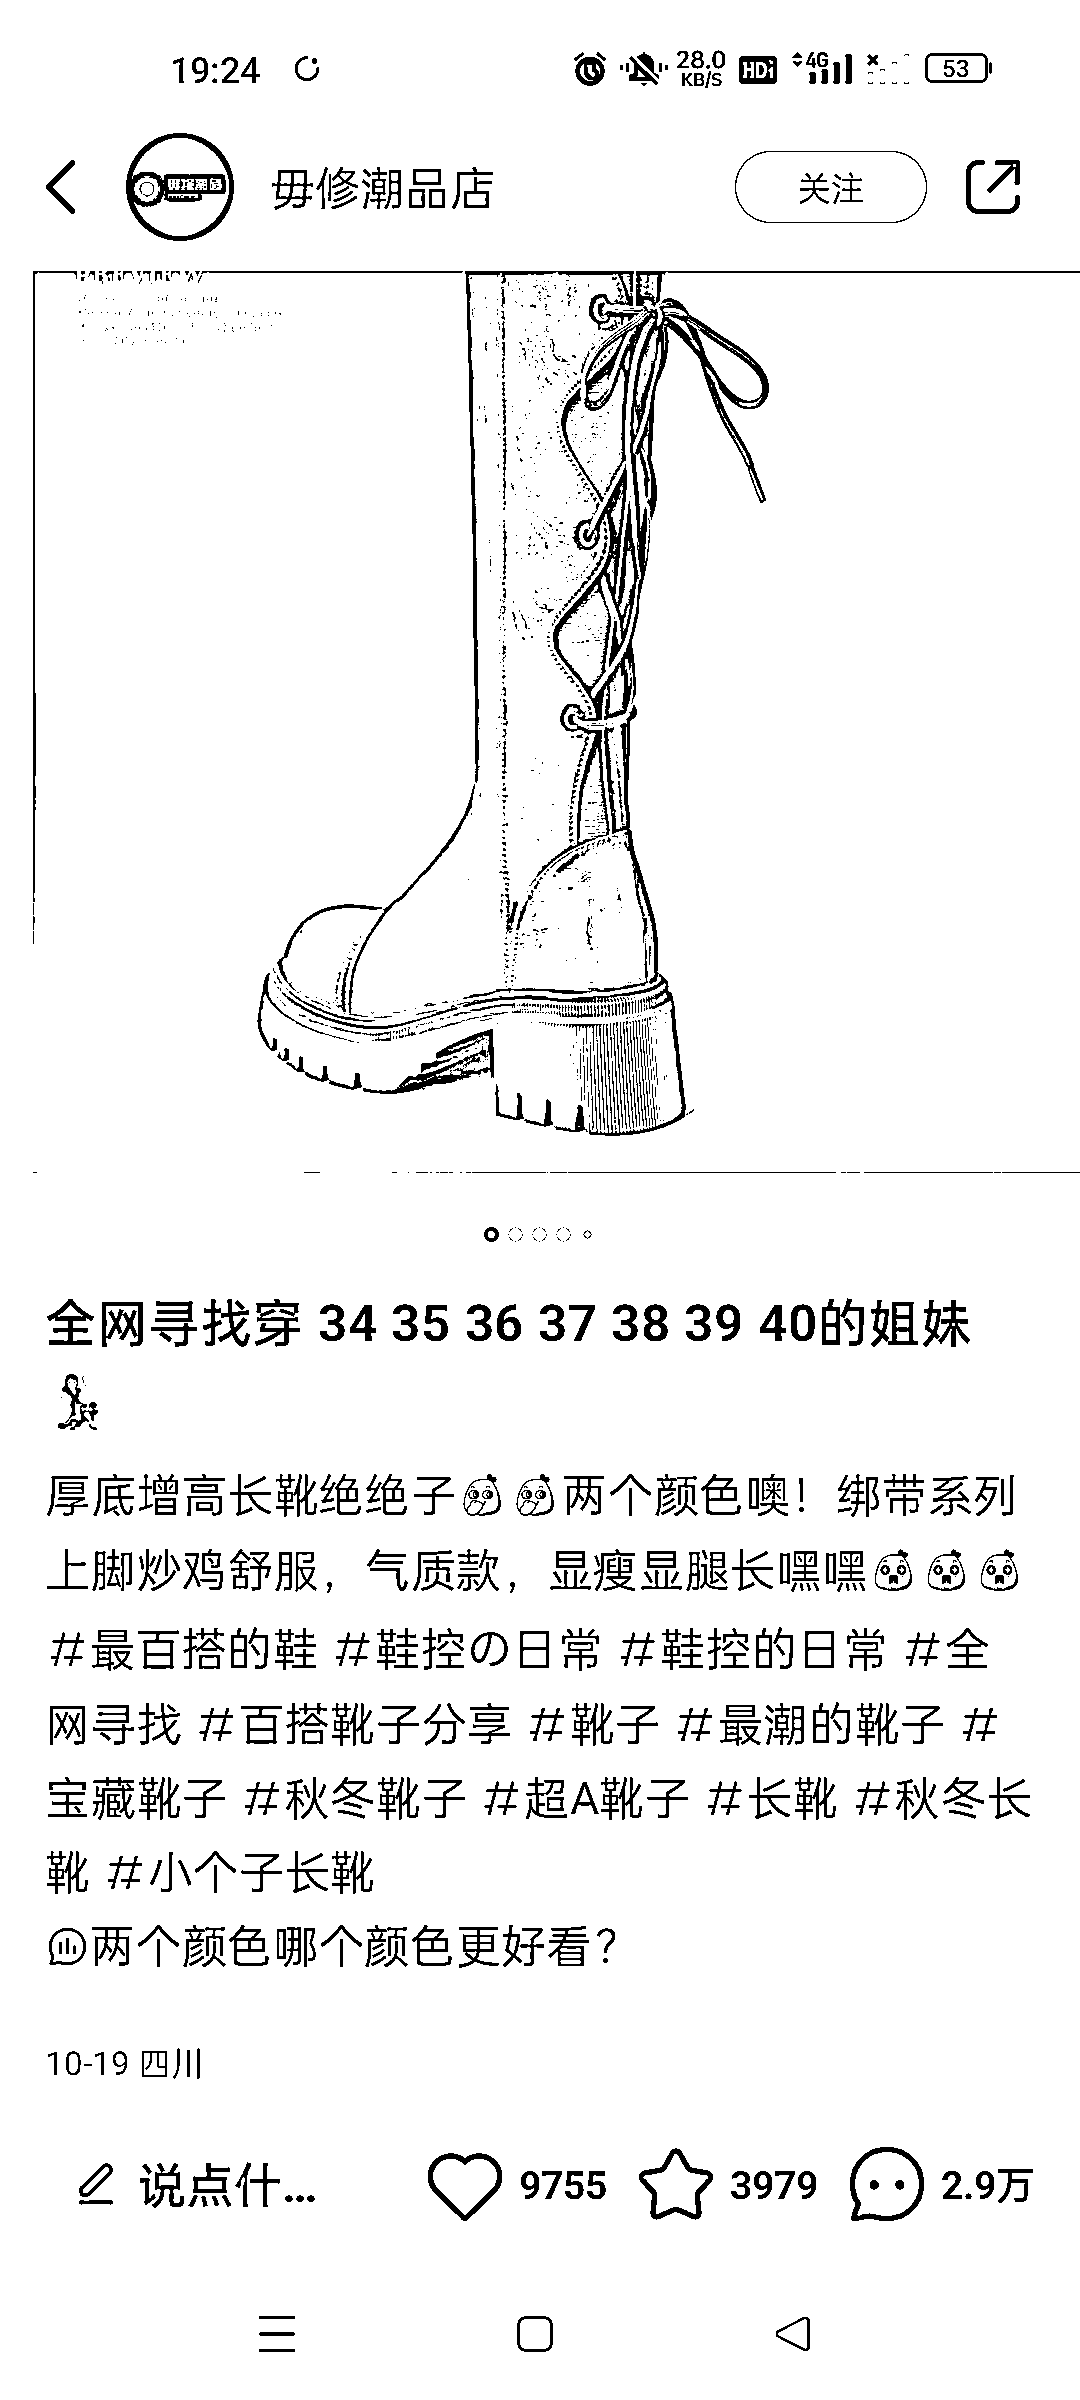 19:24
28.0 KB/S HDi 4G 53
毋修潮品店
关注
全网寻找穿 34 35 36 37 38 39 40的姐妹
厚底增高长靴绝绝子两个颜色噢！绑带系列
上脚炒鸡舒服，气质款，显瘦显腿长嘿嘿
#最百搭的鞋 #鞋控の日常 #鞋控的日常 #全
网寻找 #百搭靴子分享 #靴子 #最潮的靴子 #
宝藏靴子 #秋冬靴子 #超A靴子 #长靴 #秋冬长
靴 #小个子长靴
两个颜色哪个颜色更好看？
10-19 四川
说点什...
9755
3979
2.9万